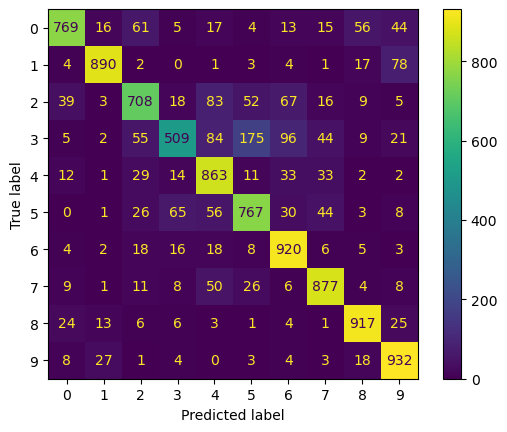 0 769 16 61 5 17 4 13 15 56 44
1 4 890 2 0 1 3 4 1 17 78
2 39 3 708 18 83 52 67 16 9 5
3 5 2 55 509 84 175 96 44 9 21
4 12 1 29 14 863 11 33 33 2 2
5 0 1 26 65 56 767 30 44 3 8
6 4 2 18 16 18 8 920 6 5 3
7 9 1 11 8 50 26 6 877 4 8
8 24 13 6 6 3 1 4 1 917 25
9 8 27 1 4 0 3 4 3 18 932
0 1 2 3 4 5 6 7 8 9
Predicted label
True label
800
600
400
200
0